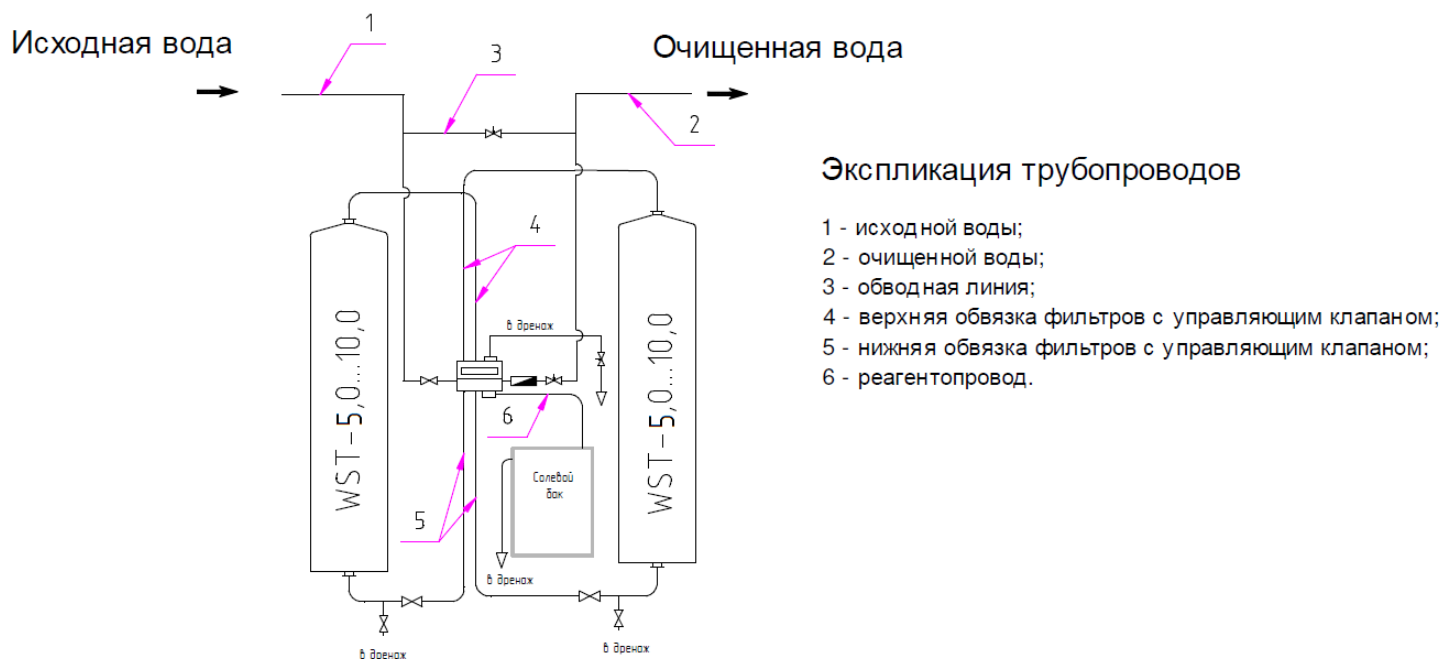 Исходная вода
Очищенная вода
1
3
2
4
в дренаж
6
5
WST-5,0...10,0
WST-5,0...10,0
Солевой
бак
в дренаж
в дренаж
в дренаж
Экспликация трубопроводов
1 - исходной воды;
2 - очищенной воды;
3 - обводная линия;
4 - верхняя обвязка фильтров с управляющим клапаном;
5 - нижняя обвязка фильтров с управляющим клапаном;
6 - реагентопровод.